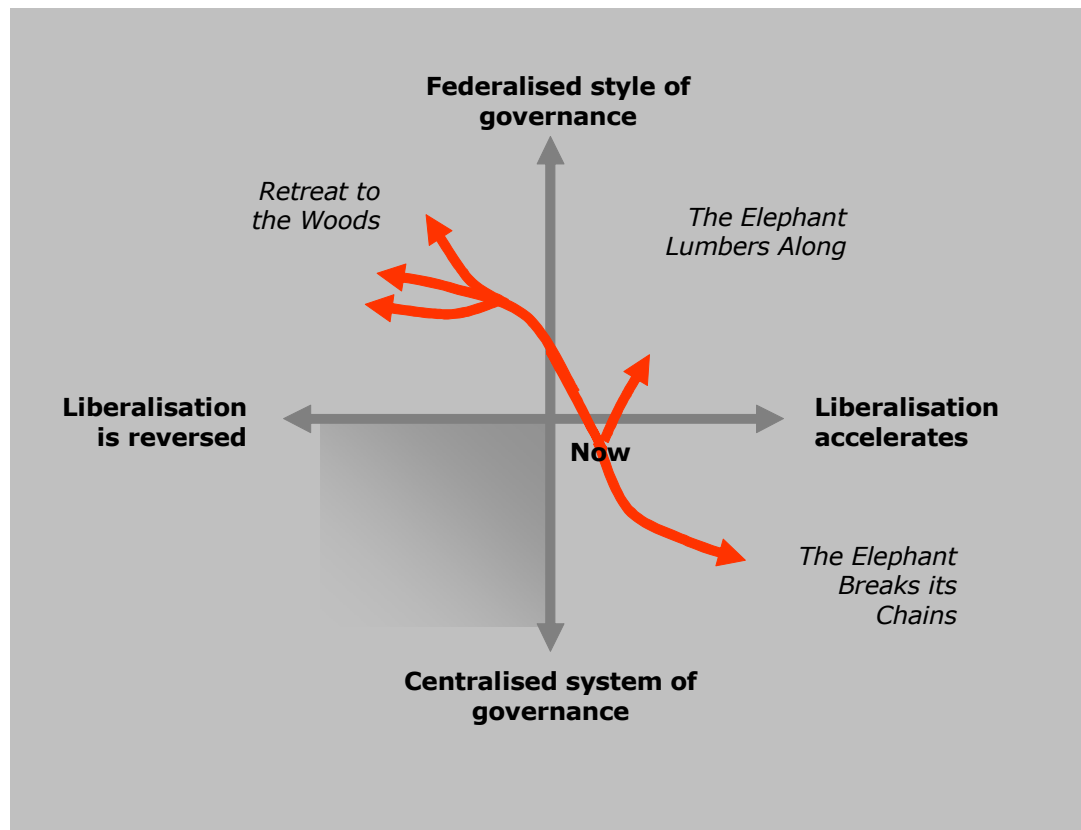 Federalised style of
governance
Retreat to
the Woods
The Elephant
Lumbers Along
Liberalisation
is reversed
Liberalisation
accelerates
Now
The Elephant
Breaks its
Chains
Centralised system of
governance